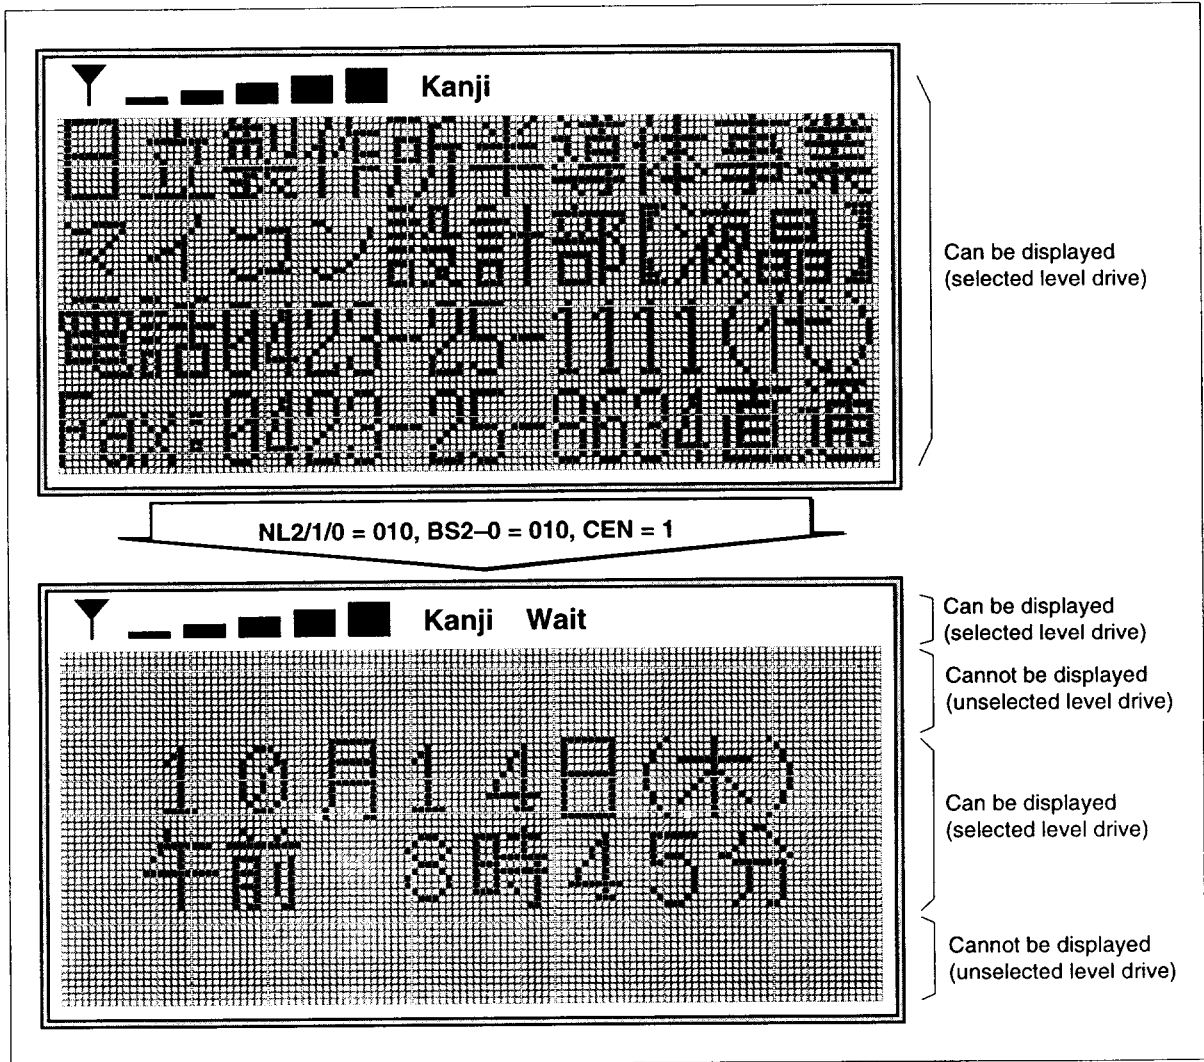 Kanji
日立製作所半導体事業
マイコン設計部【液晶】
電話0423-25-1111(代)
Fax:0423-25-8634直通
Can be displayed
(selected level drive)
NL2/1/0 = 010, BS2–0 = 010, CEN = 1
Kanji Wait
10月14日(木)
午前 8時45分
Can be displayed
(selected level drive)
Cannot be displayed
(unselected level drive)
Can be displayed
(selected level drive)
Cannot be displayed
(unselected level drive)